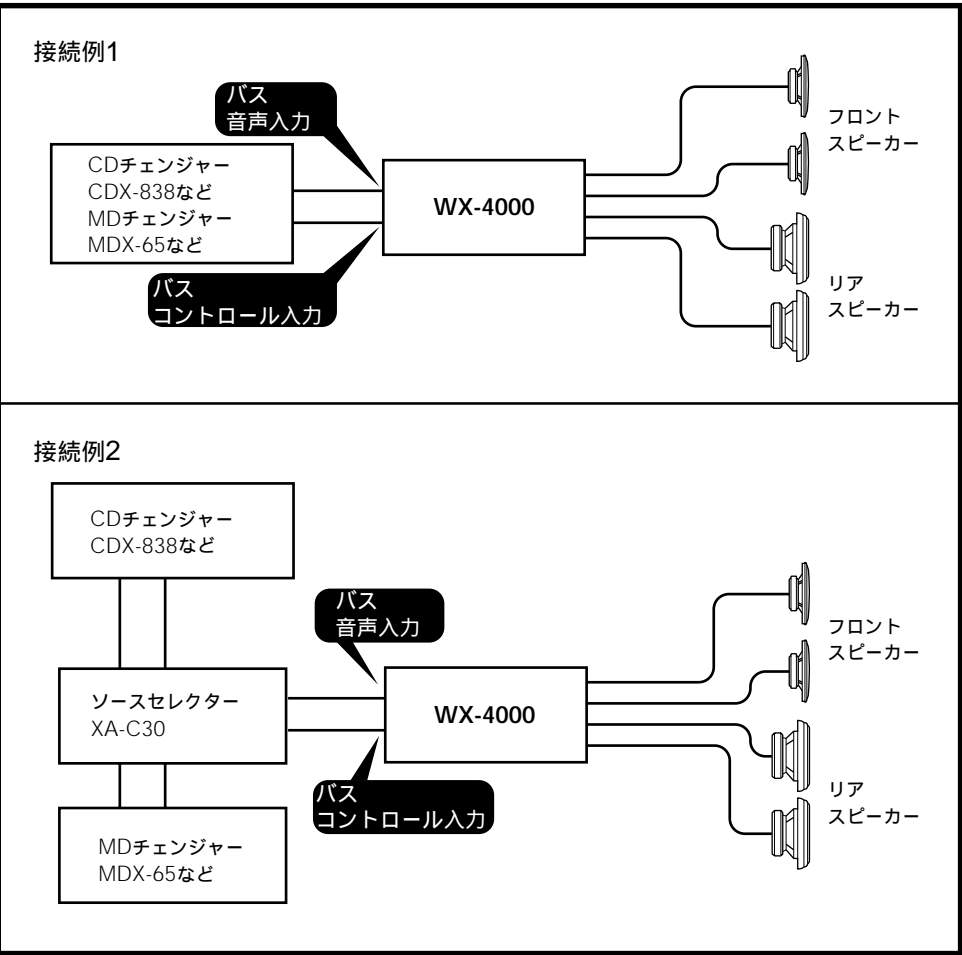 接続例1
バス
音声入力
CDチェンジャー
CDX-838など
MDチェンジャー
MDX-65など
WX-4000
バス
コントロール入力
フロント
スピーカー
リア
スピーカー
接続例2
CDチェンジャー
CDX-838など
バス
音声入力
ソースセレクター
XA-C30
WX-4000
バス
コントロール入力
MDチェンジャー
MDX-65など
フロント
スピーカー
リア
スピーカー